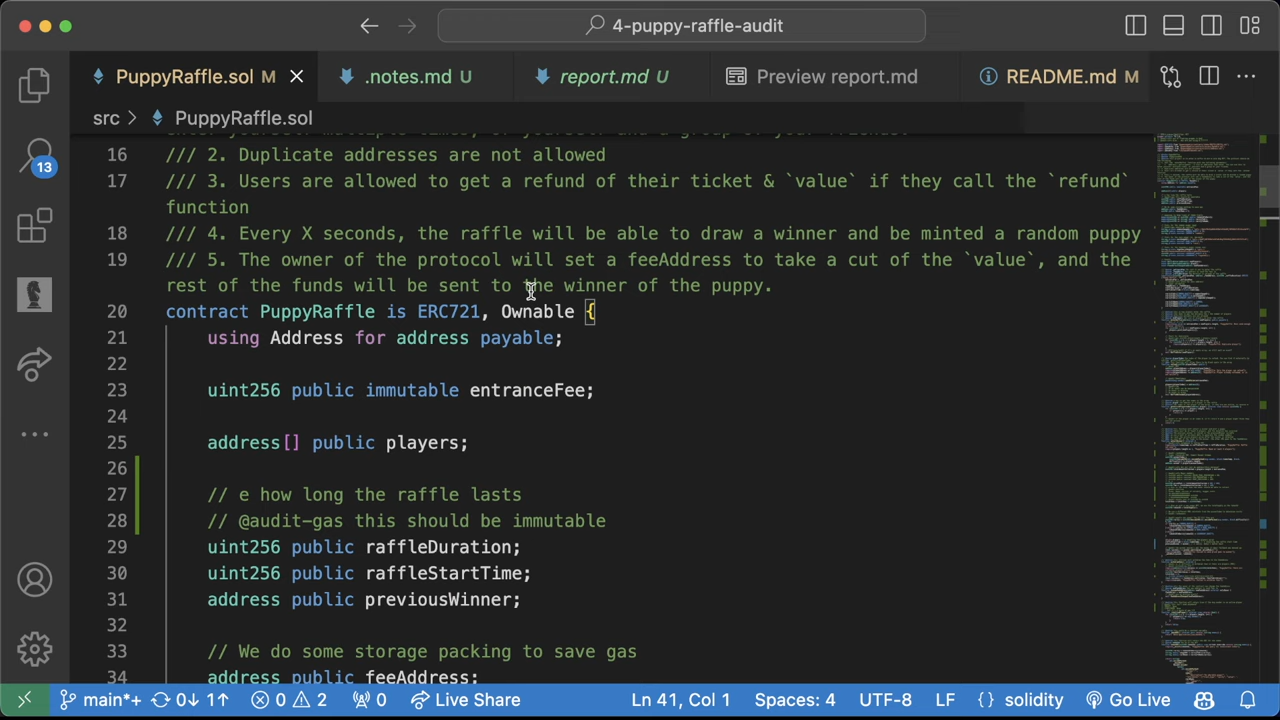 4-puppy-raffle-audit
PuppyRaffle.sol M
.notes.md U
report.md U
Preview report.md
README.md M
src > PuppyRaffle.sol
16 /// 2. Duplicate addresses are not allowed
17 /// 3. Users are allowed to get a refund of their ticket & `value` if they call the `refund`
function
18 /// 4. Every X seconds, the raffle will be able to draw a winner and be minted a random puppy
19 /// 5. The owner of the protocol will set a feeAddress to take a cut of the `value`, and the
rest of the funds will be sent to the winner of the puppy.
20 contract PuppyRaffle is ERC721, Ownable {
21 using Address for address payable;
22
23 uint256 public immutable entranceFee;
24
25 address[] public players;
26
27 // e how long the raffle lasts
28 // @audit-gas this should be immutable
29 uint256 public raffleDuration;
30 uint256 public raffleStartTime;
31 address public previousWinner;
32
33 // We do some storage packing to save gas
34 address public feeAddress;
13
main*+ 0↓ 1↑ 0 2 0 Live Share Ln 41, Col 1 Spaces: 4 UTF-8 LF {} solidity Go Live